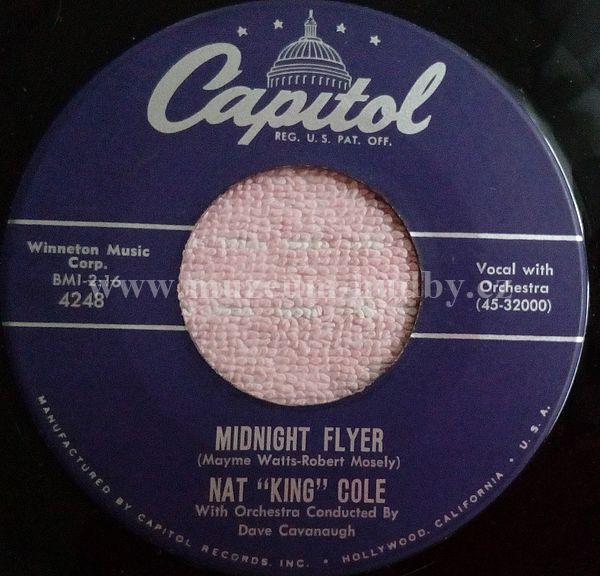 Capitol
REG. U. S. PAT. OFF.
Winneton Music
Corp.
BMI-2:16
4248
Vocal with
Orchestra
(45-32000)
MIDNIGHT FLYER
(Mayme Watts-Robert Mosely)
NAT "KING" COLE
With Orchestra Conducted By
Dave Cavanaugh
MANUFACTURED BY CAPITOL RECORDS, INC. • HOLLYWOOD, CALIFORNIA • U. S. A.